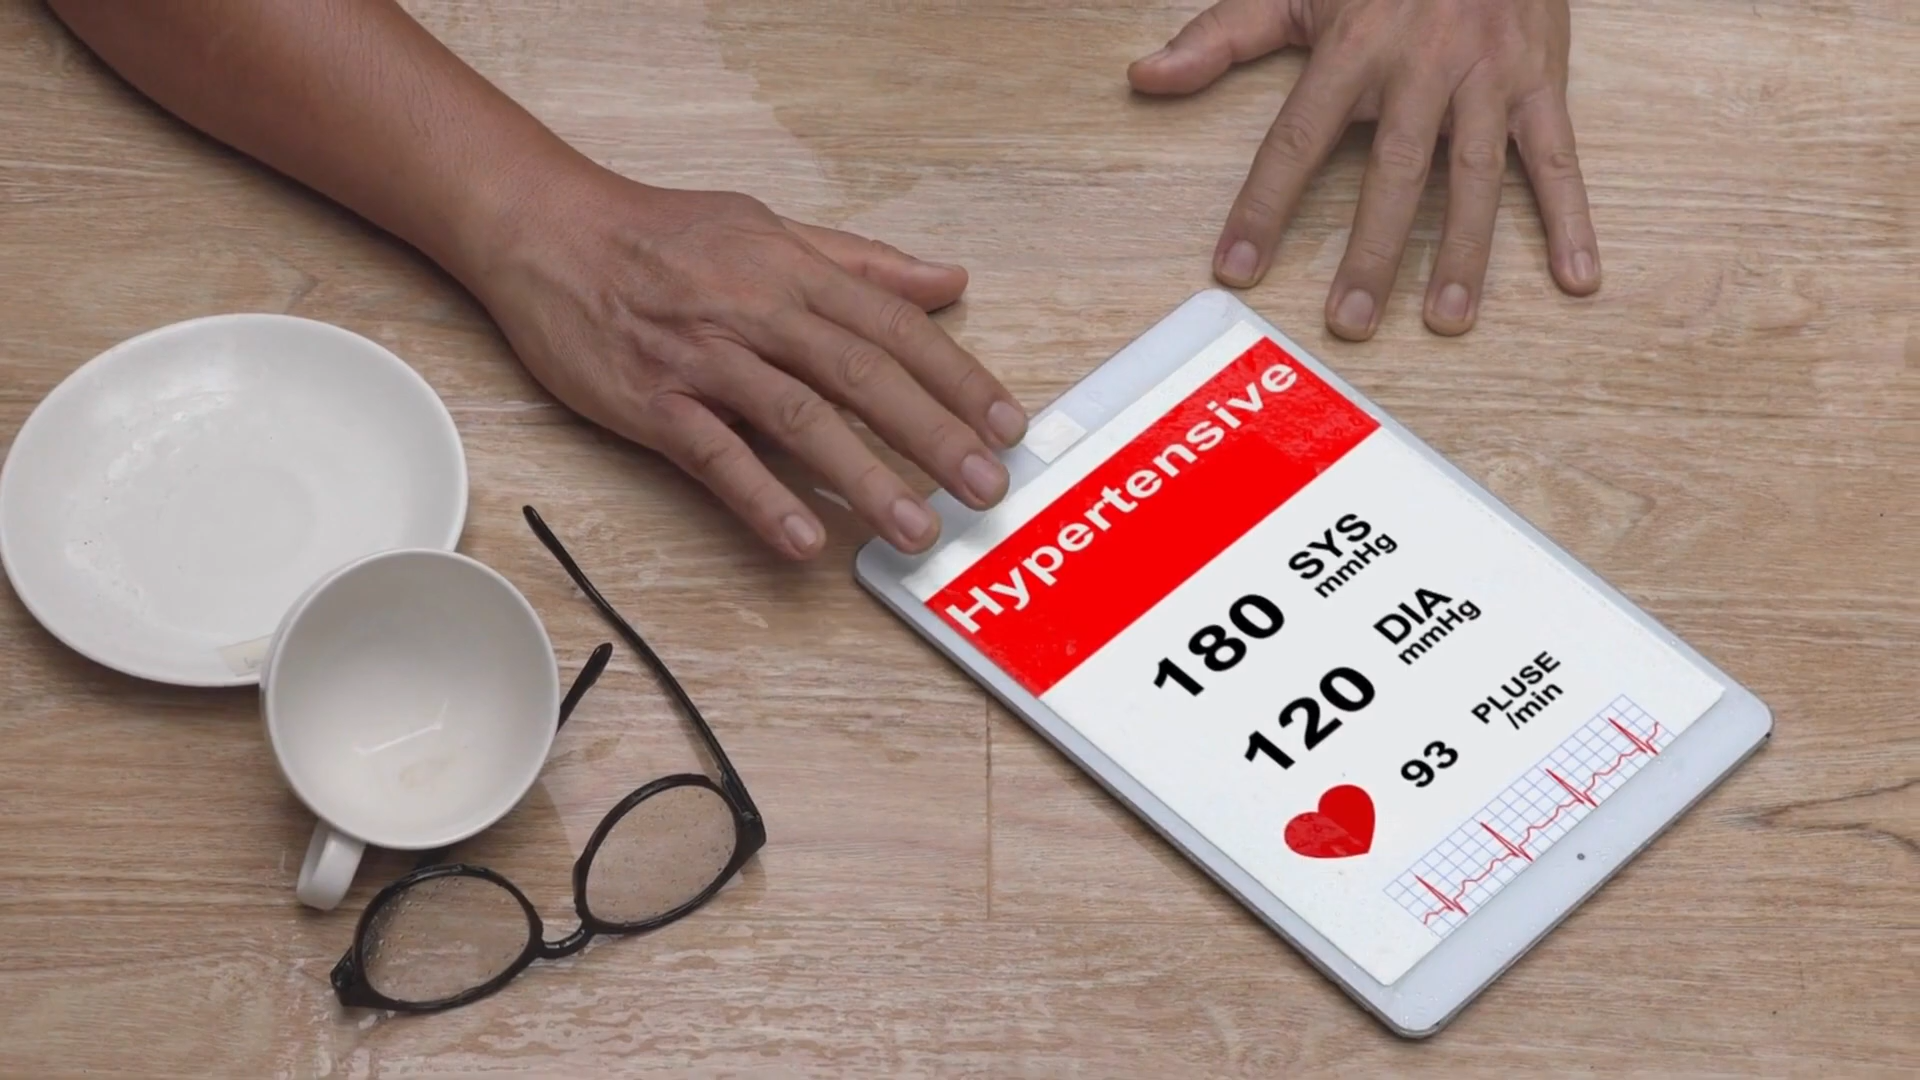 Hypertensive
180 SYS
mmHg
120 DIA
mmHg
93 PLUSE
/min